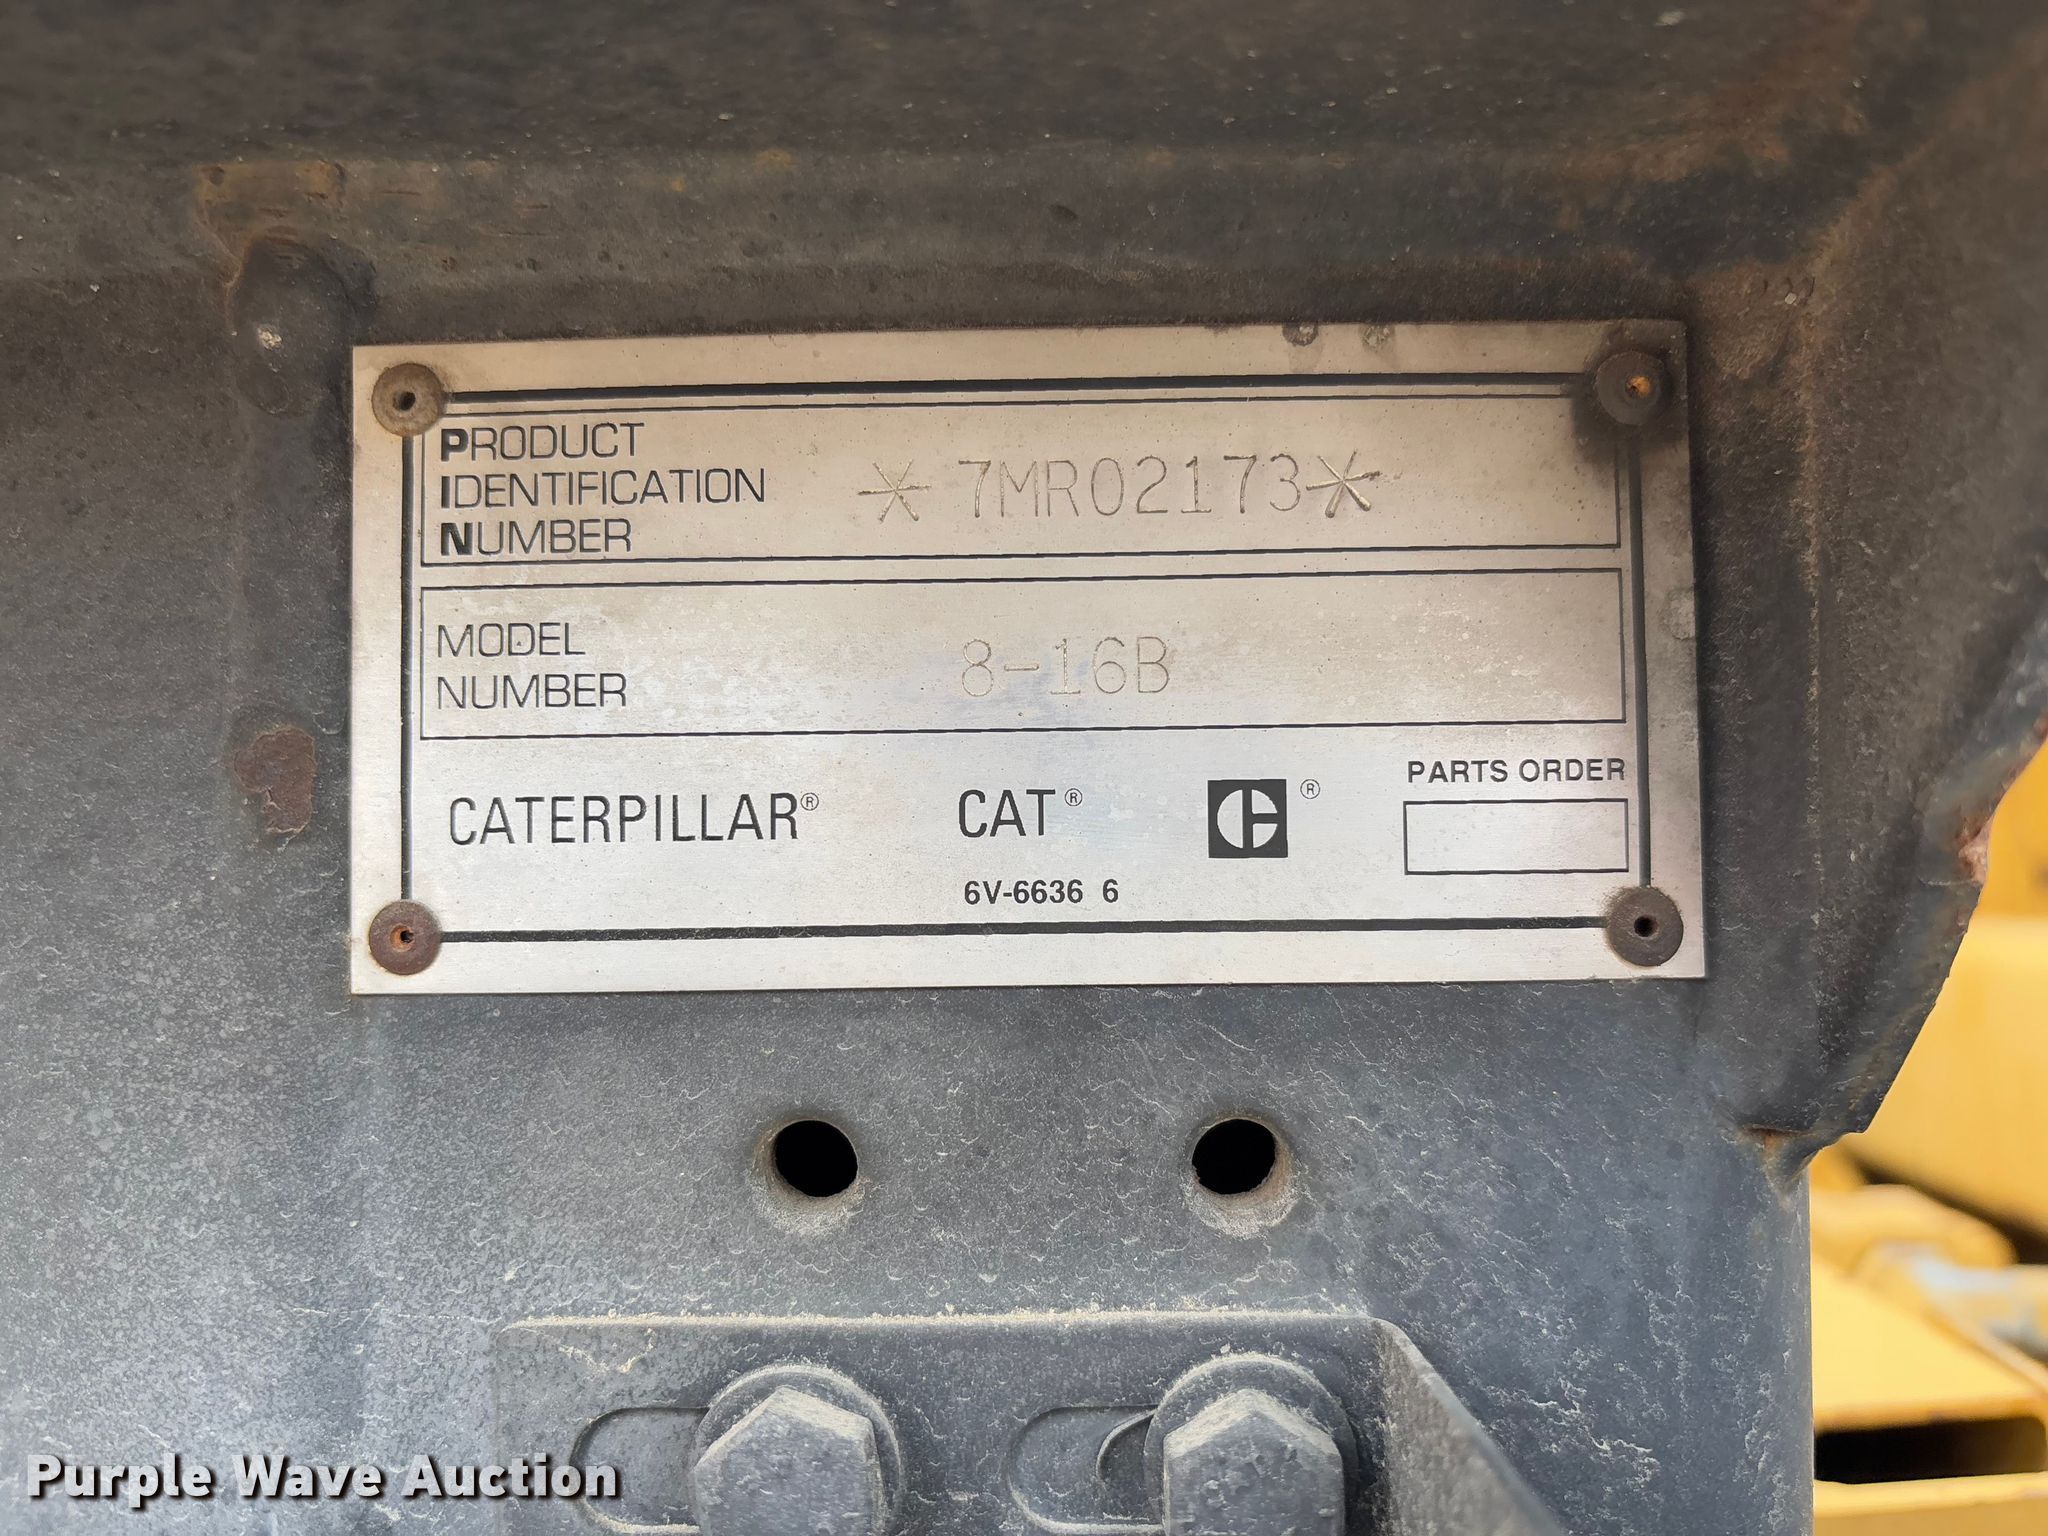 PRODUCT
IDENTIFICATION
NUMBER
* 7MR02173*
MODEL
NUMBER
8-16B
CATERPILLAR®
CAT®
®
PARTS ORDER
6V-6636 6
Purple Wave Auction